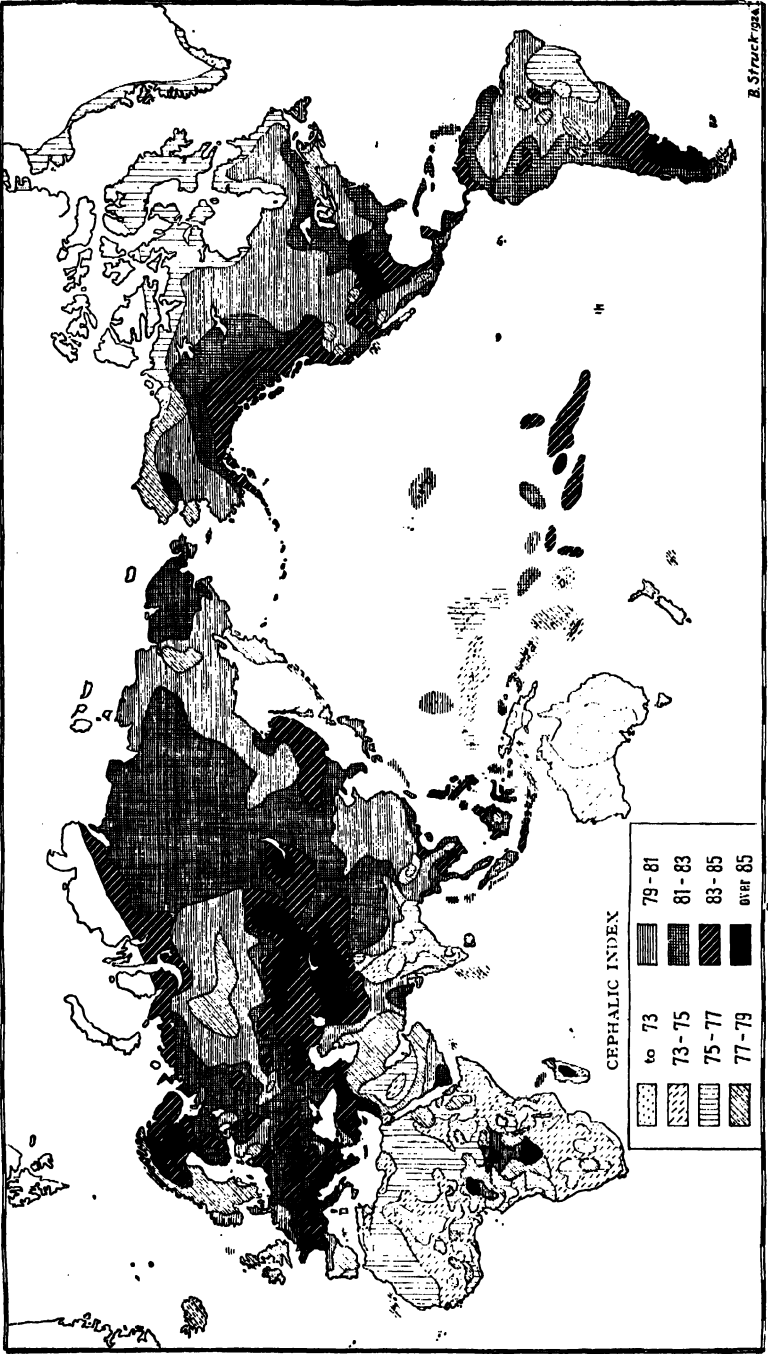 B. Struck 1924.
CEPHALIC INDEX
to 73
73 - 75
75 - 77
77 - 79
79 - 81
81 - 83
83 - 85
over 85